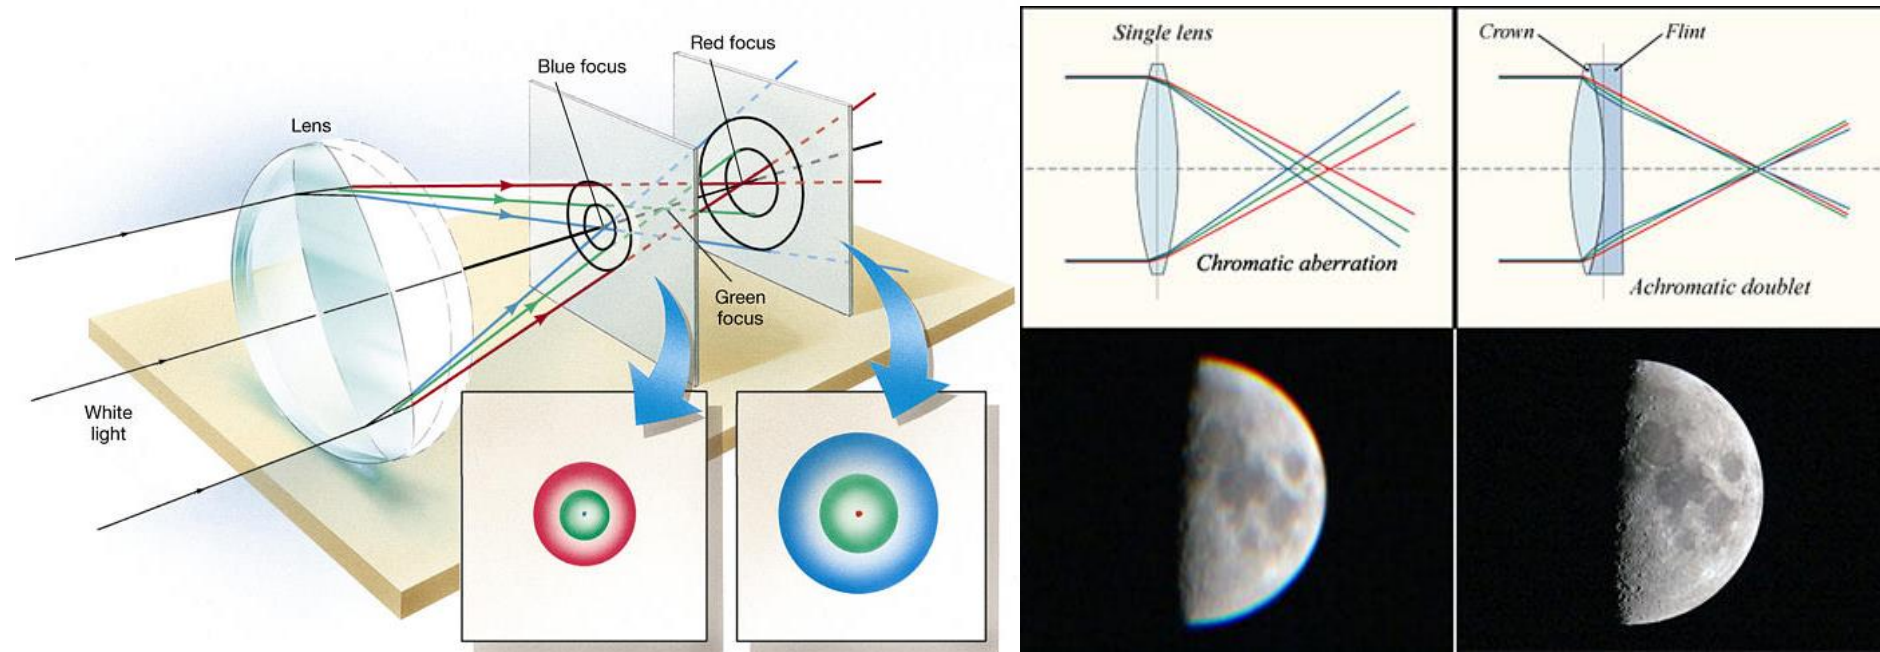 Red focus
Blue focus
Lens
Green
focus
White
light
Single lens
Chromatic aberration
Crown
Flint
Achromatic doublet